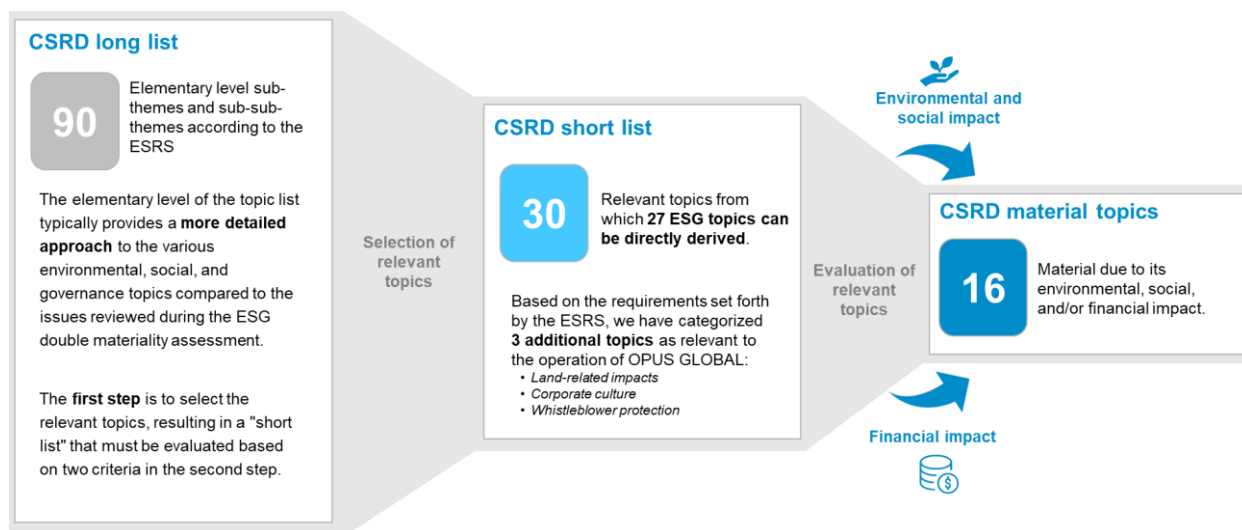 CSRD long list
90
Elementary level sub-
themes and sub-sub-
themes according to the
ESRS
The elementary level of the topic list
typically provides a more detailed
approach to the various
environmental, social, and
governance topics compared to the
issues reviewed during the ESG
double materiality assessment.
The first step is to select the
relevant topics, resulting in a "short
list" that must be evaluated based
on two criteria in the second step.
Selection of
relevant
topics
CSRD short list
30
Relevant topics from
which 27 ESG topics can
be directly derived.
Based on the requirements set forth
by the ESRS, we have categorized
3 additional topics as relevant to
the operation of OPUS GLOBAL:
• Land-related impacts
• Corporate culture
• Whistleblower protection
Evaluation of
relevant
topics
Environmental and
social impact
CSRD material topics
16
Material due to its
environmental, social,
and/or financial impact.
Financial impact
$